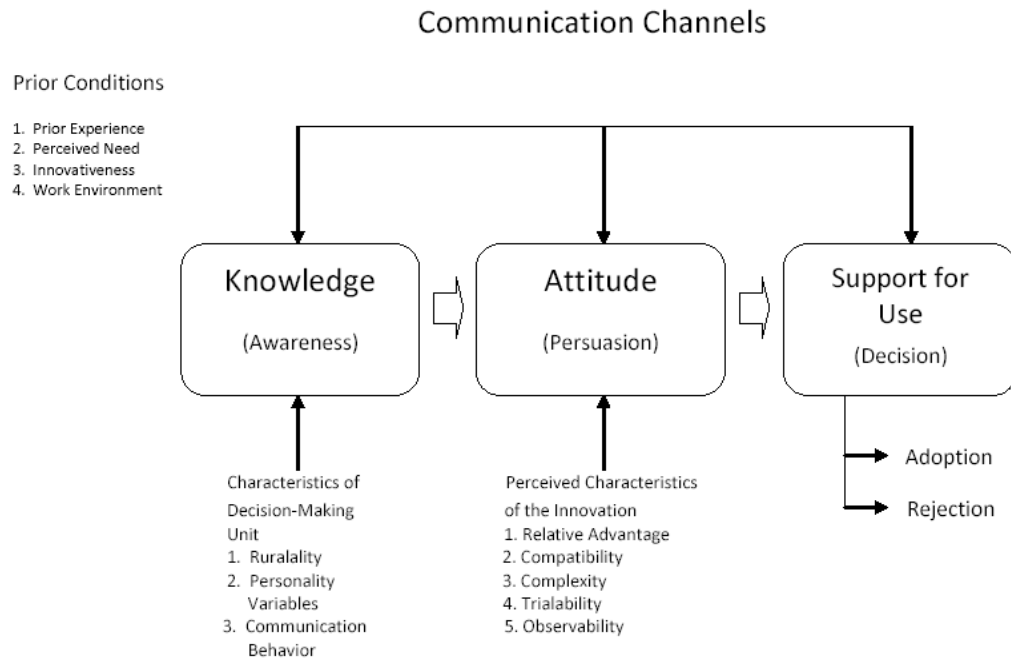 Communication Channels
Prior Conditions
1. Prior Experience
2. Perceived Need
3. Innovativeness
4. Work Environment
Knowledge
(Awareness)
Attitude
(Persuasion)
Support for
Use
(Decision)
Adoption
Rejection
Characteristics of
Decision-Making
Unit
1. Ruralality
2. Personality
Variables
3. Communication
Behavior
Perceived Characteristics
of the Innovation
1. Relative Advantage
2. Compatibility
3. Complexity
4. Trialability
5. Observability